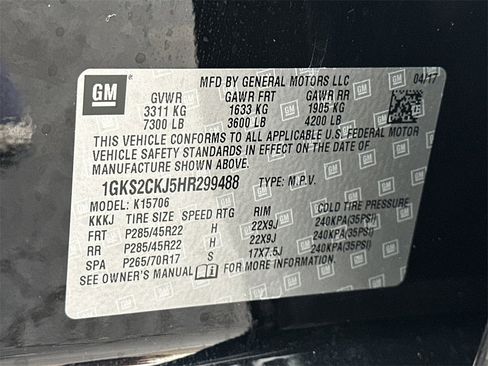 MFD BY GENERAL MOTORS LLC 04/17
GM
GVWR GAWR FRT GAWR RR
3311 KG 1633 KG 1905 KG
7300 LB 3600 LB 4200 LB
THIS VEHICLE CONFORMS TO ALL APPLICABLE U.S. FEDERAL MOTOR
VEHICLE SAFETY STANDARDS IN EFFECT ON THE DATE OF
MANUFACTURE SHOWN ABOVE.
1GKS2CKJ5HR299488 TYPE: M.P.V.
MODEL: K15706
KKKJ TIRE SIZE SPEED RTG RIM COLD TIRE PRESSURE
FRT P285/45R22 H 22X9J 240KPA(35PSI)
RR P285/45R22 H 22X9J 240KPA(35PSI)
SPA P265/70R17 S 17X7.5J 240KPA(35PSI)
SEE OWNER'S MANUAL FOR MORE INFORMATION.